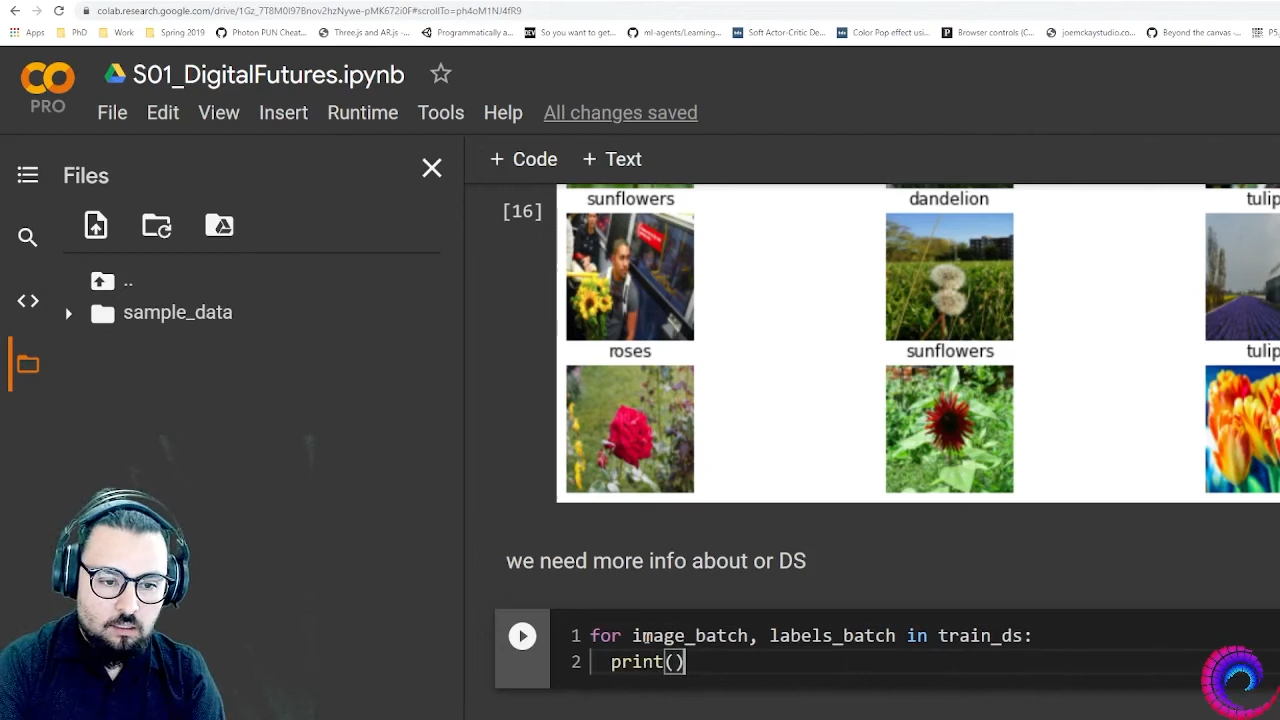 colab.research.google.com/drive/1Gz_7T8M0I97Bnov2hzNywe-pMK672i0F#scrollTo=ph4oM1NJ4fR9
Apps PhD Work Spring 2019 Photon PUN Cheat... Three.js and AR.js -... Programmatically a... So you want to get... ml-agents/Learning... Soft Actor-Critic De... Color Pop effect usi... Browser controls (C... joemckaystudio.co... Beyond the canvas -... P5.
S01_DigitalFutures.ipynb
PRO
File Edit View Insert Runtime Tools Help All changes saved
Files
+ Code + Text
..
sample_data
[16]
sunflowers dandelion tulip
roses sunflowers tulip
we need more info about or DS
1 for image_batch, labels_batch in train_ds:
2 print()